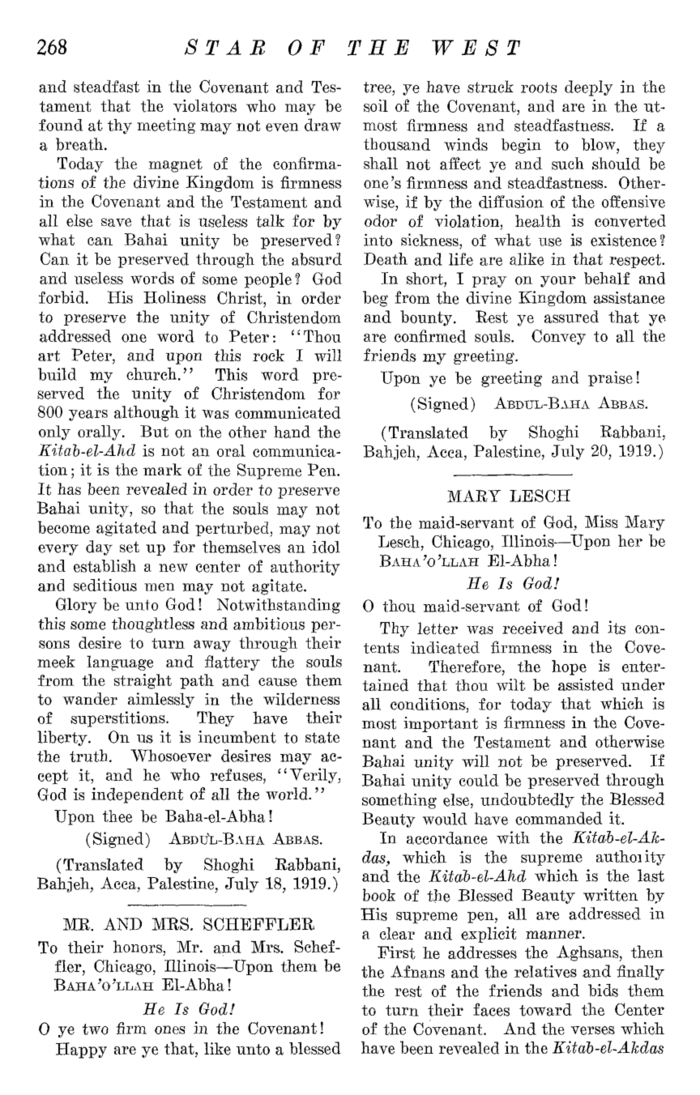 268 STAR OF THE WEST
and steadfast in the Covenant and Tes-
tament that the violators who may be
found at thy meeting may not even draw
a breath.
Today the magnet of the confirma-
tions of the divine Kingdom is firmness
in the Covenant and the Testament and
all else save that is useless talk for by
what can Bahai unity be preserved?
Can it be preserved through the absurd
and useless words of some people? God
forbid. His Holiness Christ, in order
to preserve the unity of Christendom
addressed one word to Peter: "Thou
art Peter, and upon this rock I will
build my church." This word pre-
served the unity of Christendom for
800 years although it was communicated
only orally. But on the other hand the
Kitab-el-Ahd is not an oral communica-
tion; it is the mark of the Supreme Pen.
It has been revealed in order to preserve
Bahai unity, so that the souls may not
become agitated and perturbed, may not
every day set up for themselves an idol
and establish a new center of authority
and seditious men may not agitate.
Glory be unto God! Notwithstanding
this some thoughtless and ambitious per-
sons desire to turn away through their
meek language and flattery the souls
from the straight path and cause them
to wander aimlessly in the wilderness
of superstitions. They have their
liberty. On us it is incumbent to state
the truth. Whosoever desires may ac-
cept it, and he who refuses, "Verily,
God is independent of all the world."
Upon thee be Baha-el-Abha!
(Signed) ABDUL-BAHA ABBAS.
(Translated by Shoghi Rabbani,
Bahjeh, Acca, Palestine, July 18, 1919.)
MR. AND MRS. SCHEFFLER
To their honors, Mr. and Mrs. Schef-
fler, Chicago, Illinois—Upon them be
BAHA'O'LLAH El-Abha!
He Is God!
O ye two firm ones in the Covenant!
Happy are ye that, like unto a blessed
tree, ye have struck roots deeply in the
soil of the Covenant, and are in the ut-
most firmness and steadfastness. If a
thousand winds begin to blow, they
shall not affect ye and such should be
one's firmness and steadfastness. Other-
wise, if by the diffusion of the offensive
odor of violation, health is converted
into sickness, of what use is existence?
Death and life are alike in that respect.
In short, I pray on your behalf and
beg from the divine Kingdom assistance
and bounty. Rest ye assured that ye
are confirmed souls. Convey to all the
friends my greeting.
Upon ye be greeting and praise!
(Signed) ABDUL-BAHA ABBAS.
(Translated by Shoghi Rabbani,
Bahjeh, Acca, Palestine, July 20, 1919.)
MARY LESCH
To the maid-servant of God, Miss Mary
Lesch, Chicago, Illinois—Upon her be
BAHA'O'LLAH El-Abha!
He Is God!
O thou maid-servant of God!
Thy letter was received and its con-
tents indicated firmness in the Cove-
nant. Therefore, the hope is enter-
tained that thou wilt be assisted under
all conditions, for today that which is
most important is firmness in the Cove-
nant and the Testament and otherwise
Bahai unity will not be preserved. If
Bahai unity could be preserved through
something else, undoubtedly the Blessed
Beauty would have commanded it.
In accordance with the Kitab-el-Ak-
das, which is the supreme authority
and the Kitab-el-Ahd which is the last
book of the Blessed Beauty written by
His supreme pen, all are addressed in
a clear and explicit manner.
First he addresses the Aghsans, then
the Afnans and the relatives and finally
the rest of the friends and bids them
to turn their faces toward the Center
of the Covenant. And the verses which
have been revealed in the Kitab-el-Akdas